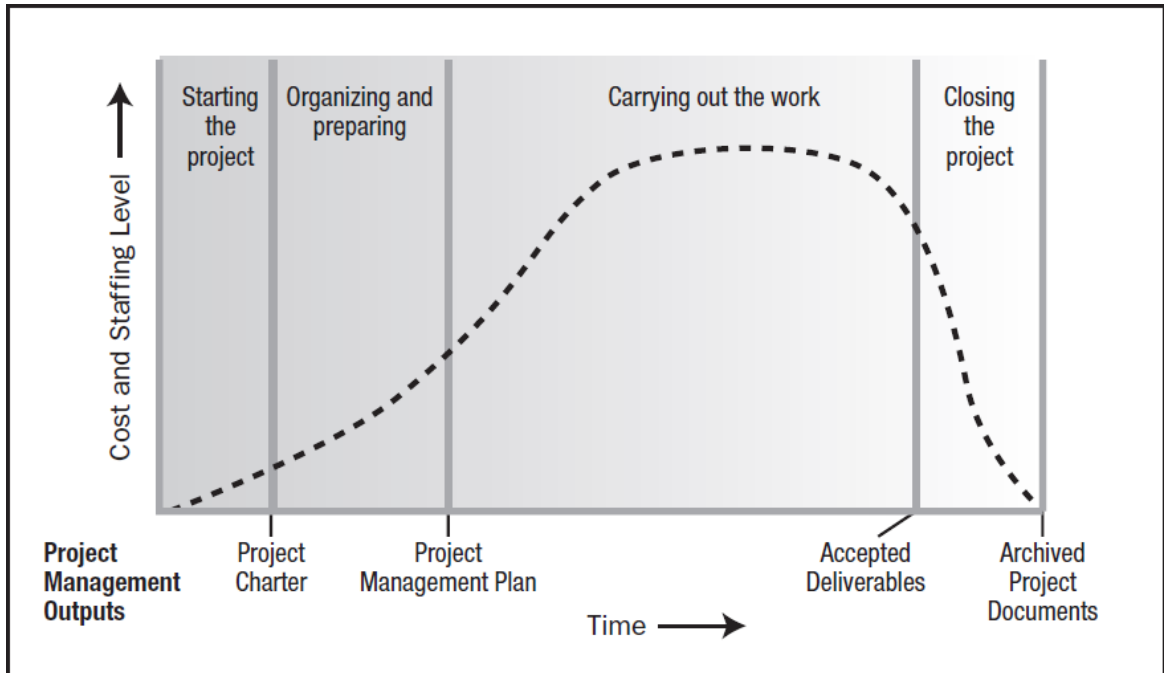 Starting
the
project
Organizing and
preparing
Carrying out the work
Closing
the
project
Cost and Staffing Level
Project
Management
Outputs
Project
Charter
Project
Management Plan
Accepted
Deliverables
Archived
Project
Documents
Time